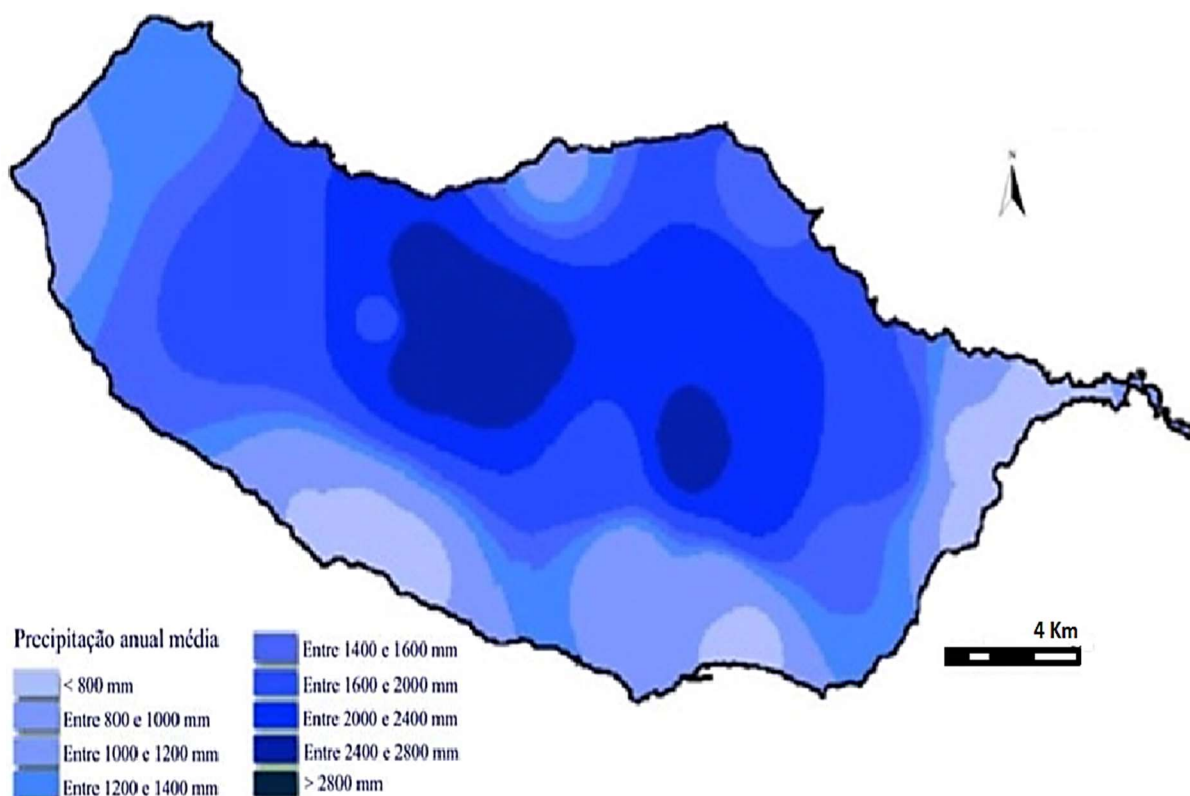 N
4 Km
Precipitação anual média
< 800 mm
Entre 800 e 1000 mm
Entre 1000 e 1200 mm
Entre 1200 e 1400 mm
Entre 1400 e 1600 mm
Entre 1600 e 2000 mm
Entre 2000 e 2400 mm
Entre 2400 e 2800 mm
> 2800 mm